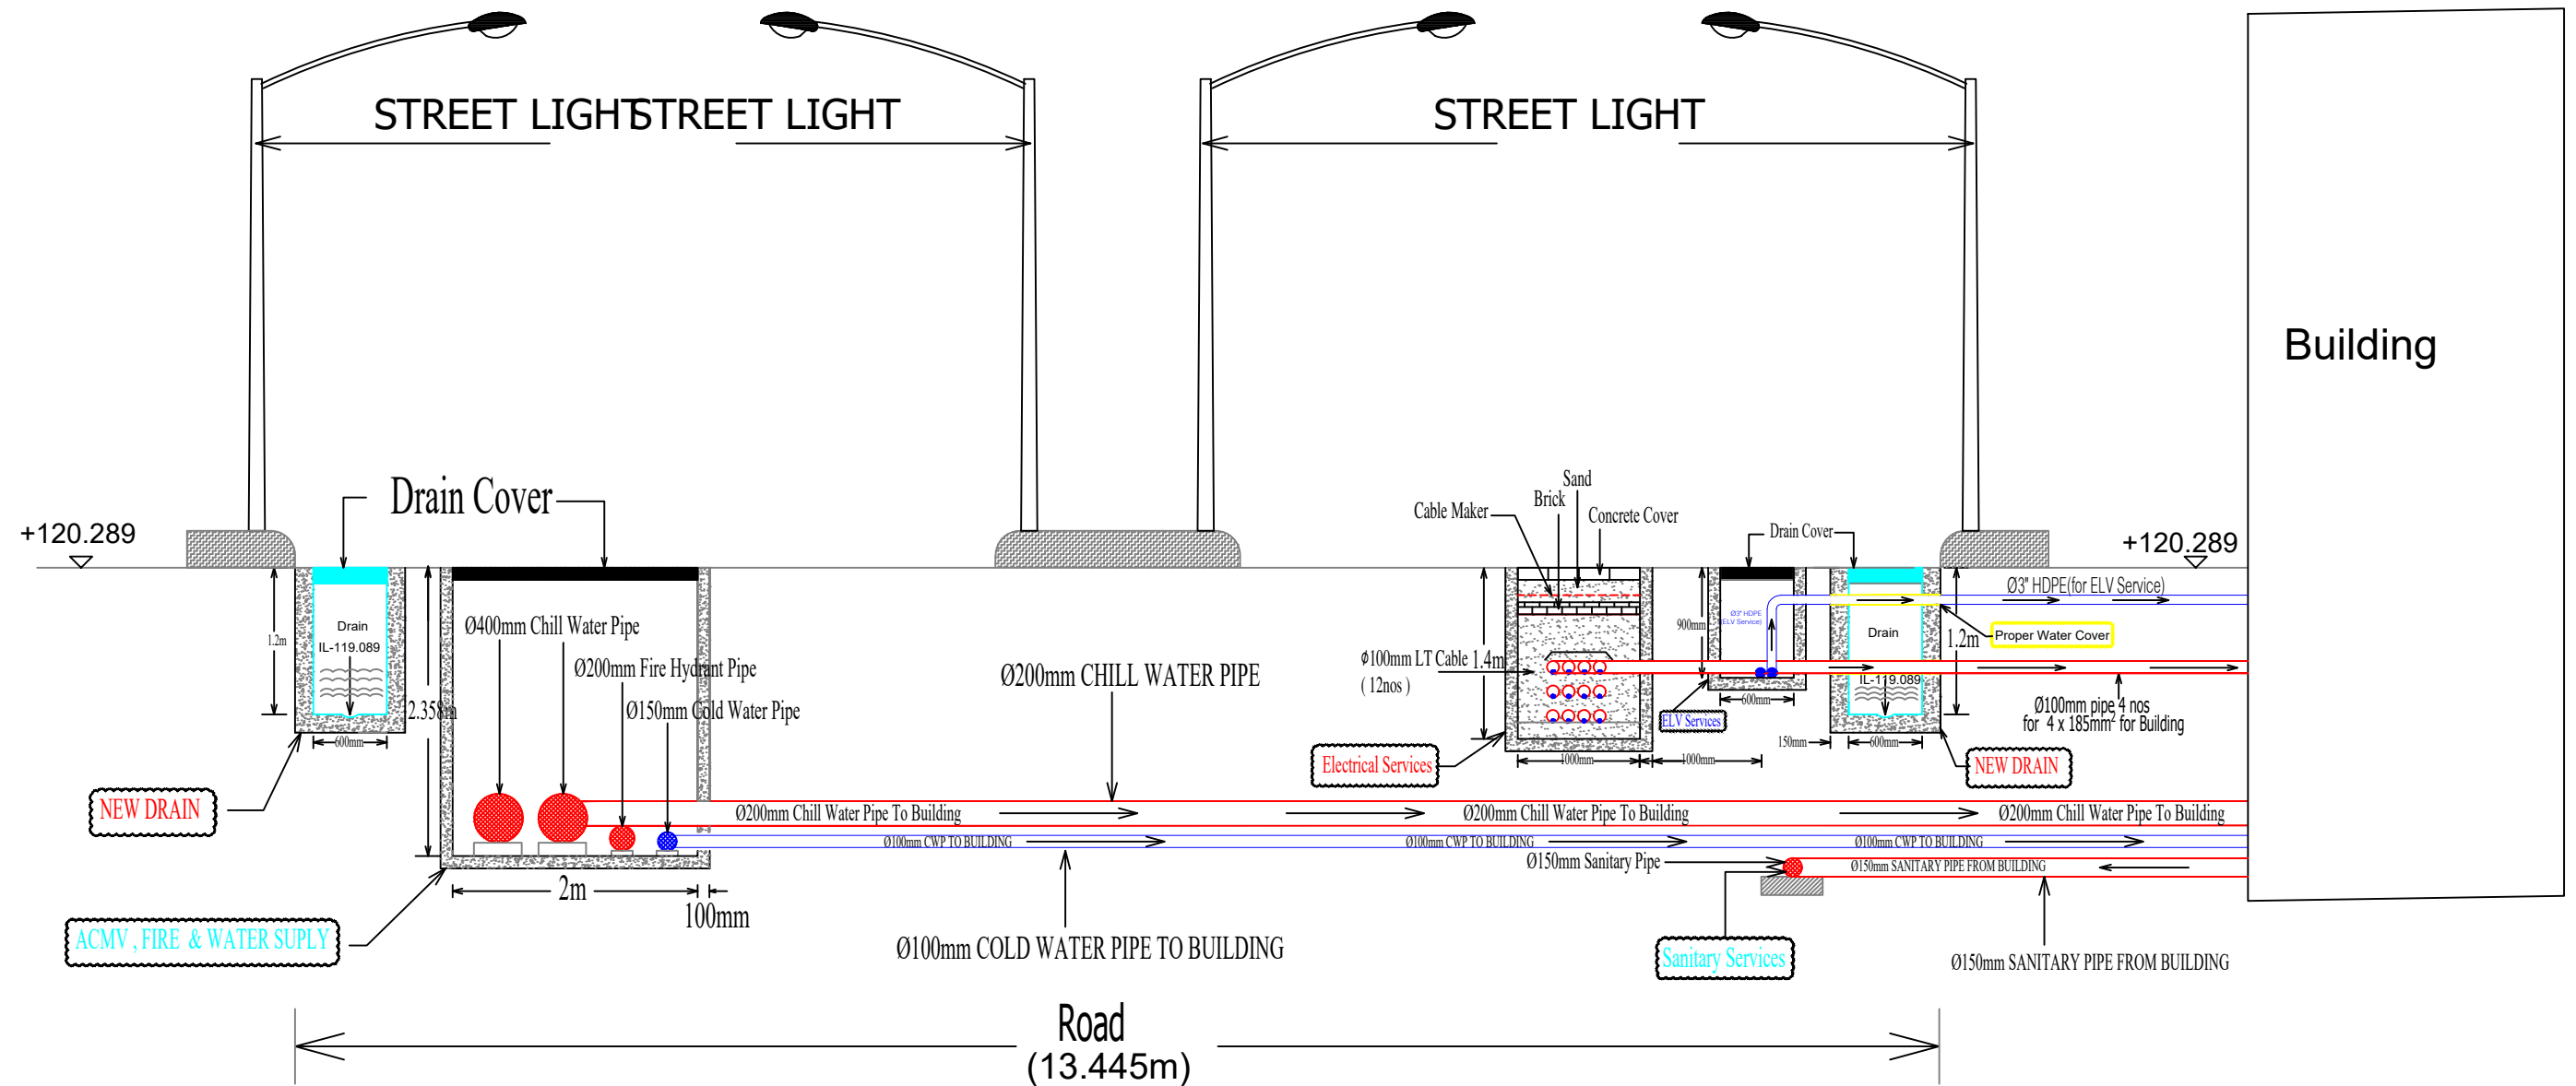 STREET LIGHT
STREET LIGHT
STREET LIGHT
Building
Drain Cover
+120.289
Sand
Brick
Cable Maker
Concrete Cover
Drain Cover
+120.289
Ø3" HDPE(for ELV Service)
Ø3" HDPE
(ELV Service)
1.2m
Drain
IL-119.089
Ø400mm Chill Water Pipe
Ø200mm Fire Hydrant Pipe
Ø150mm Cold Water Pipe
2.358m
600mm
Ø200mm CHILL WATER PIPE
ϕ100mm LT Cable
( 12nos )
1.4m
900mm
Drain
1.2m
Proper Water Cover
IL-119.089
600mm
ELV Services
Ø100mm pipe 4 nos
for 4 x 185mm² for Building
150mm
600mm
1000mm
1000mm
Electrical Services
NEW DRAIN
NEW DRAIN
Ø200mm Chill Water Pipe To Building
Ø200mm Chill Water Pipe To Building
Ø200mm Chill Water Pipe To Building
Ø100mm CWP TO BUILDING
Ø100mm CWP TO BUILDING
Ø100mm CWP TO BUILDING
Ø150mm Sanitary Pipe
Ø150mm SANITARY PIPE FROM BUILDING
2m
100mm
ACMV , FIRE & WATER SUPLY
Ø100mm COLD WATER PIPE TO BUILDING
Sanitary Services
Ø150mm SANITARY PIPE FROM BUILDING
Road
(13.445m)